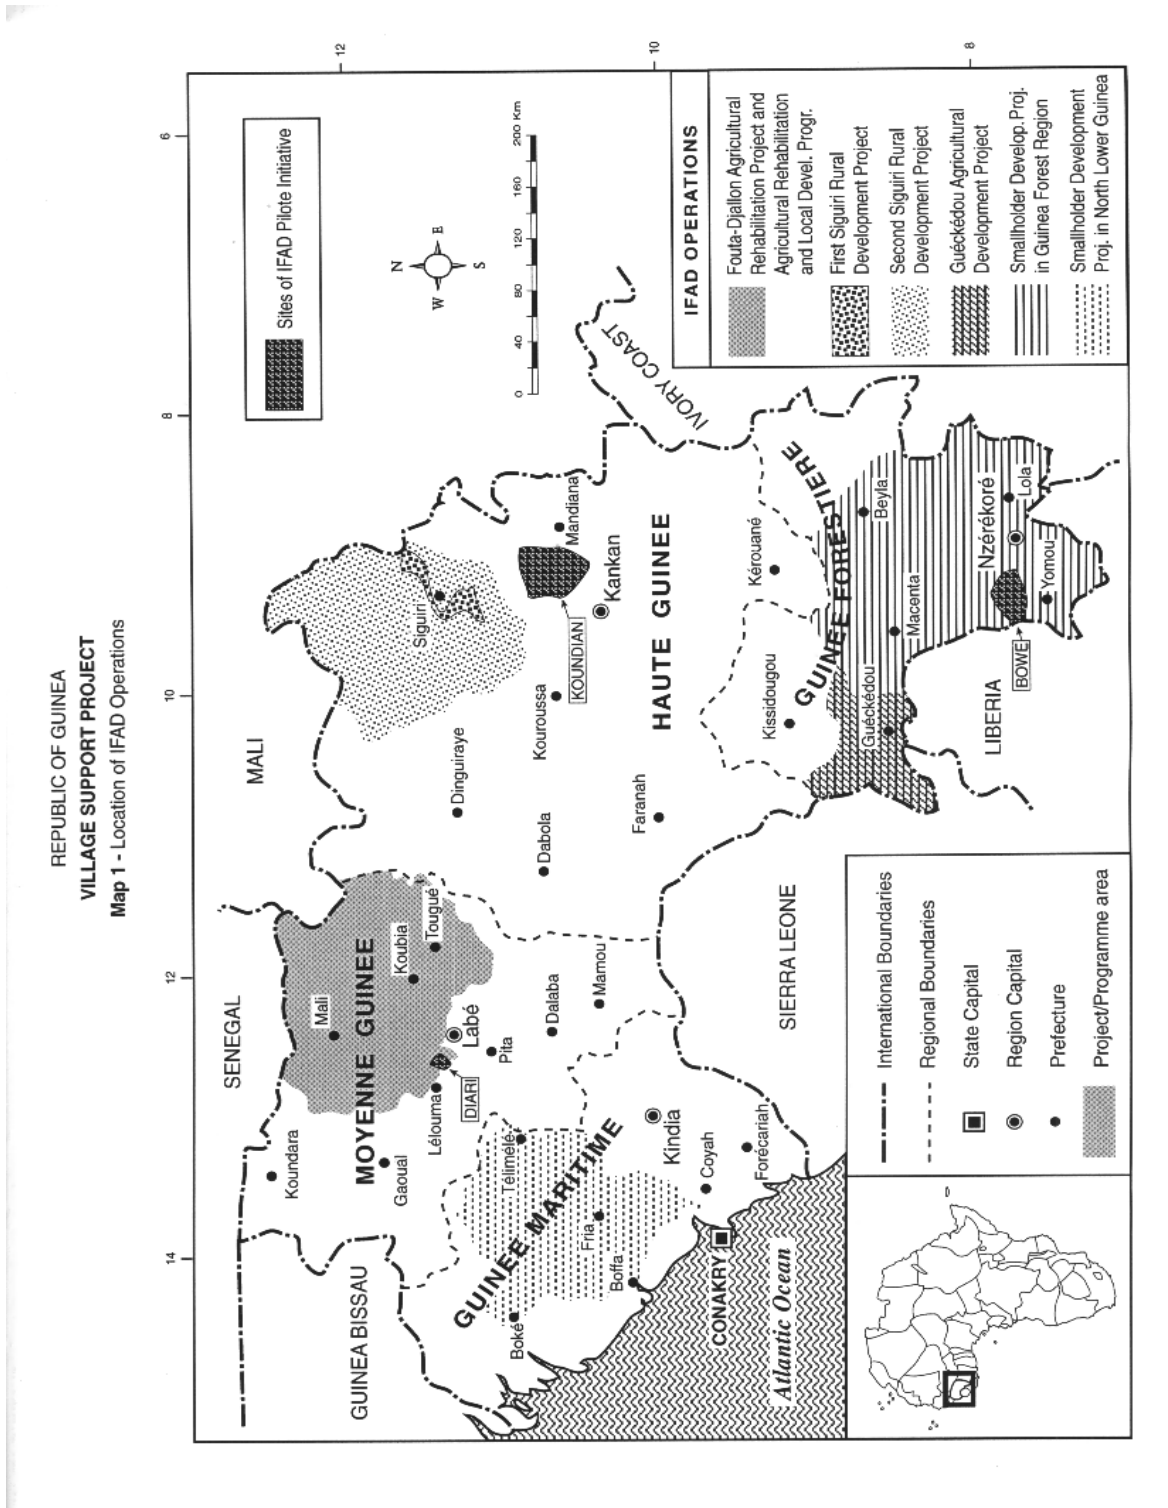 REPUBLIC OF GUINEA
VILLAGE SUPPORT PROJECT
Map 1 - Location of IFAD Operations
14
12
10
8
6
12
10
8
Sites of IFAD Pilote Initiative
N
W
E
S
0
40
80
120
160
200 Km
SENEGAL
MALI
GUINEA BISSAU
IVORY COAST
SIERRA LEONE
LIBERIA
Atlantic Ocean
MOYENNE GUINEE
HAUTE GUINEE
GUINEE MARITIME
GUINEE FORESTIERE
Koundara
Mali
Gaoual
Koubia
Tougué
Lélouma
Labé
DIARI
Pita
Télimélé
Dalaba
Mamou
Boké
Fria
Boffa
Kindia
Coyah
CONAKRY
Forécariah
Siguiri
Dinguiraye
Dabola
Kouroussa
KOUNDIAN
Mandiana
Kankan
Faranah
Kérouané
Kissidougou
Beyla
Guéckédou
Macenta
Nzérékoré
Lola
Yomou
BOWE
IFAD OPERATIONS
Fouta-Djallon Agricultural
Rehabilitation Project and
Agricultural Rehabilitation
and Local Devel. Progr.
First Siguiri Rural
Development Project
Second Siguiri Rural
Development Project
Guéckédou Agricultural
Development Project
Smallholder Develop. Proj.
in Guinea Forest Region
Smallholder Development
Proj. in North Lower Guinea
International Boundaries
Regional Boundaries
State Capital
Region Capital
Prefecture
Project/Programme area